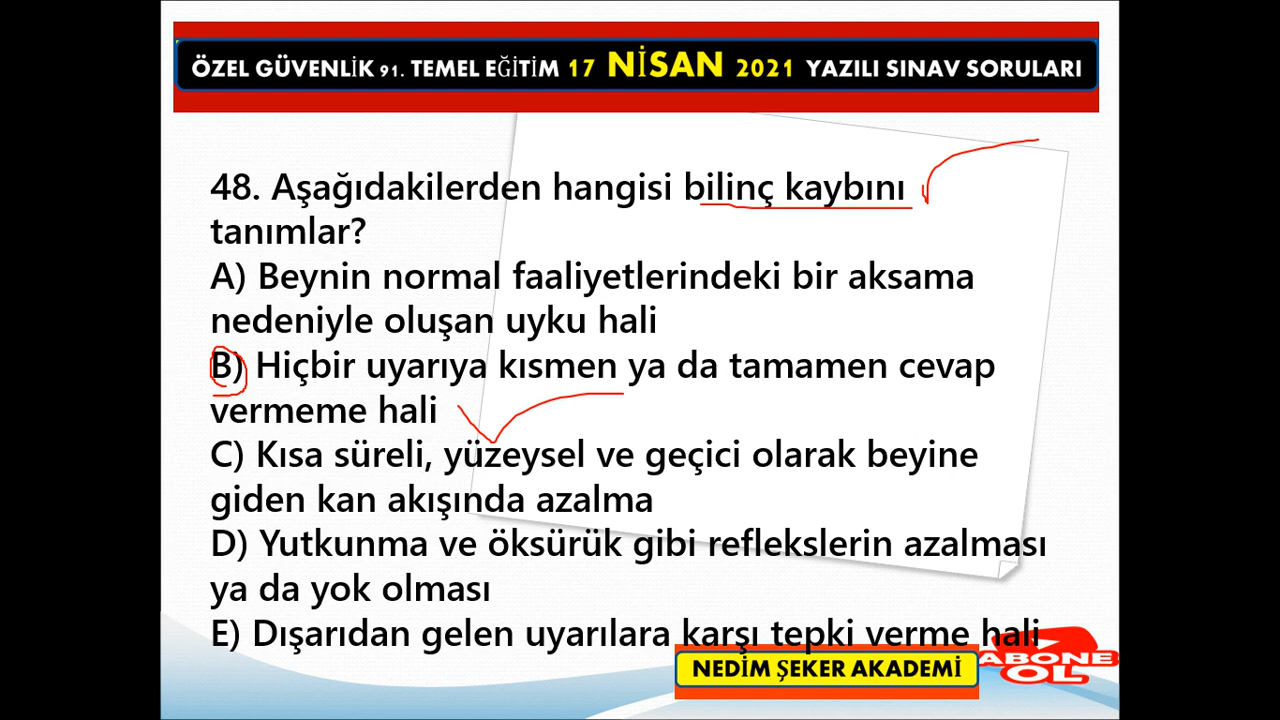 ÖZEL GÜVENLİK 91. TEMEL EĞİTİM 17 NİSAN 2021 YAZILI SINAV SORULARI
48. Aşağıdakilerden hangisi bilinç kaybını
tanımlar?
A) Beynin normal faaliyetlerindeki bir aksama
nedeniyle oluşan uyku hali
B) Hiçbir uyarıya kısmen ya da tamamen cevap
vermeme hali
C) Kısa süreli, yüzeysel ve geçici olarak beyine
giden kan akışında azalma
D) Yutkunma ve öksürük gibi reflekslerin azalması
ya da yok olması
E) Dışarıdan gelen uyarılara karşı tepki verme hali
NEDİM ŞEKER AKADEMİ
ABONE
OL